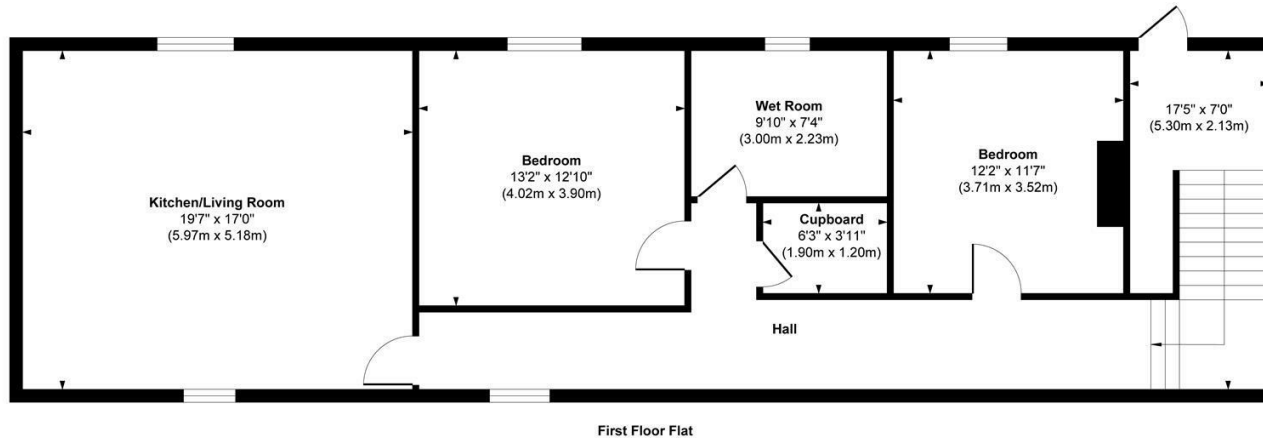 Kitchen/Living Room
19'7" x 17'0"
(5.97m x 5.18m)
Bedroom
13'2" x 12'10"
(4.02m x 3.90m)
Wet Room
9'10" x 7'4"
(3.00m x 2.23m)
Cupboard
6'3" x 3'11"
(1.90m x 1.20m)
Bedroom
12'2" x 11'7"
(3.71m x 3.52m)
17'5" x 7'0"
(5.30m x 2.13m)
Hall
First Floor Flat